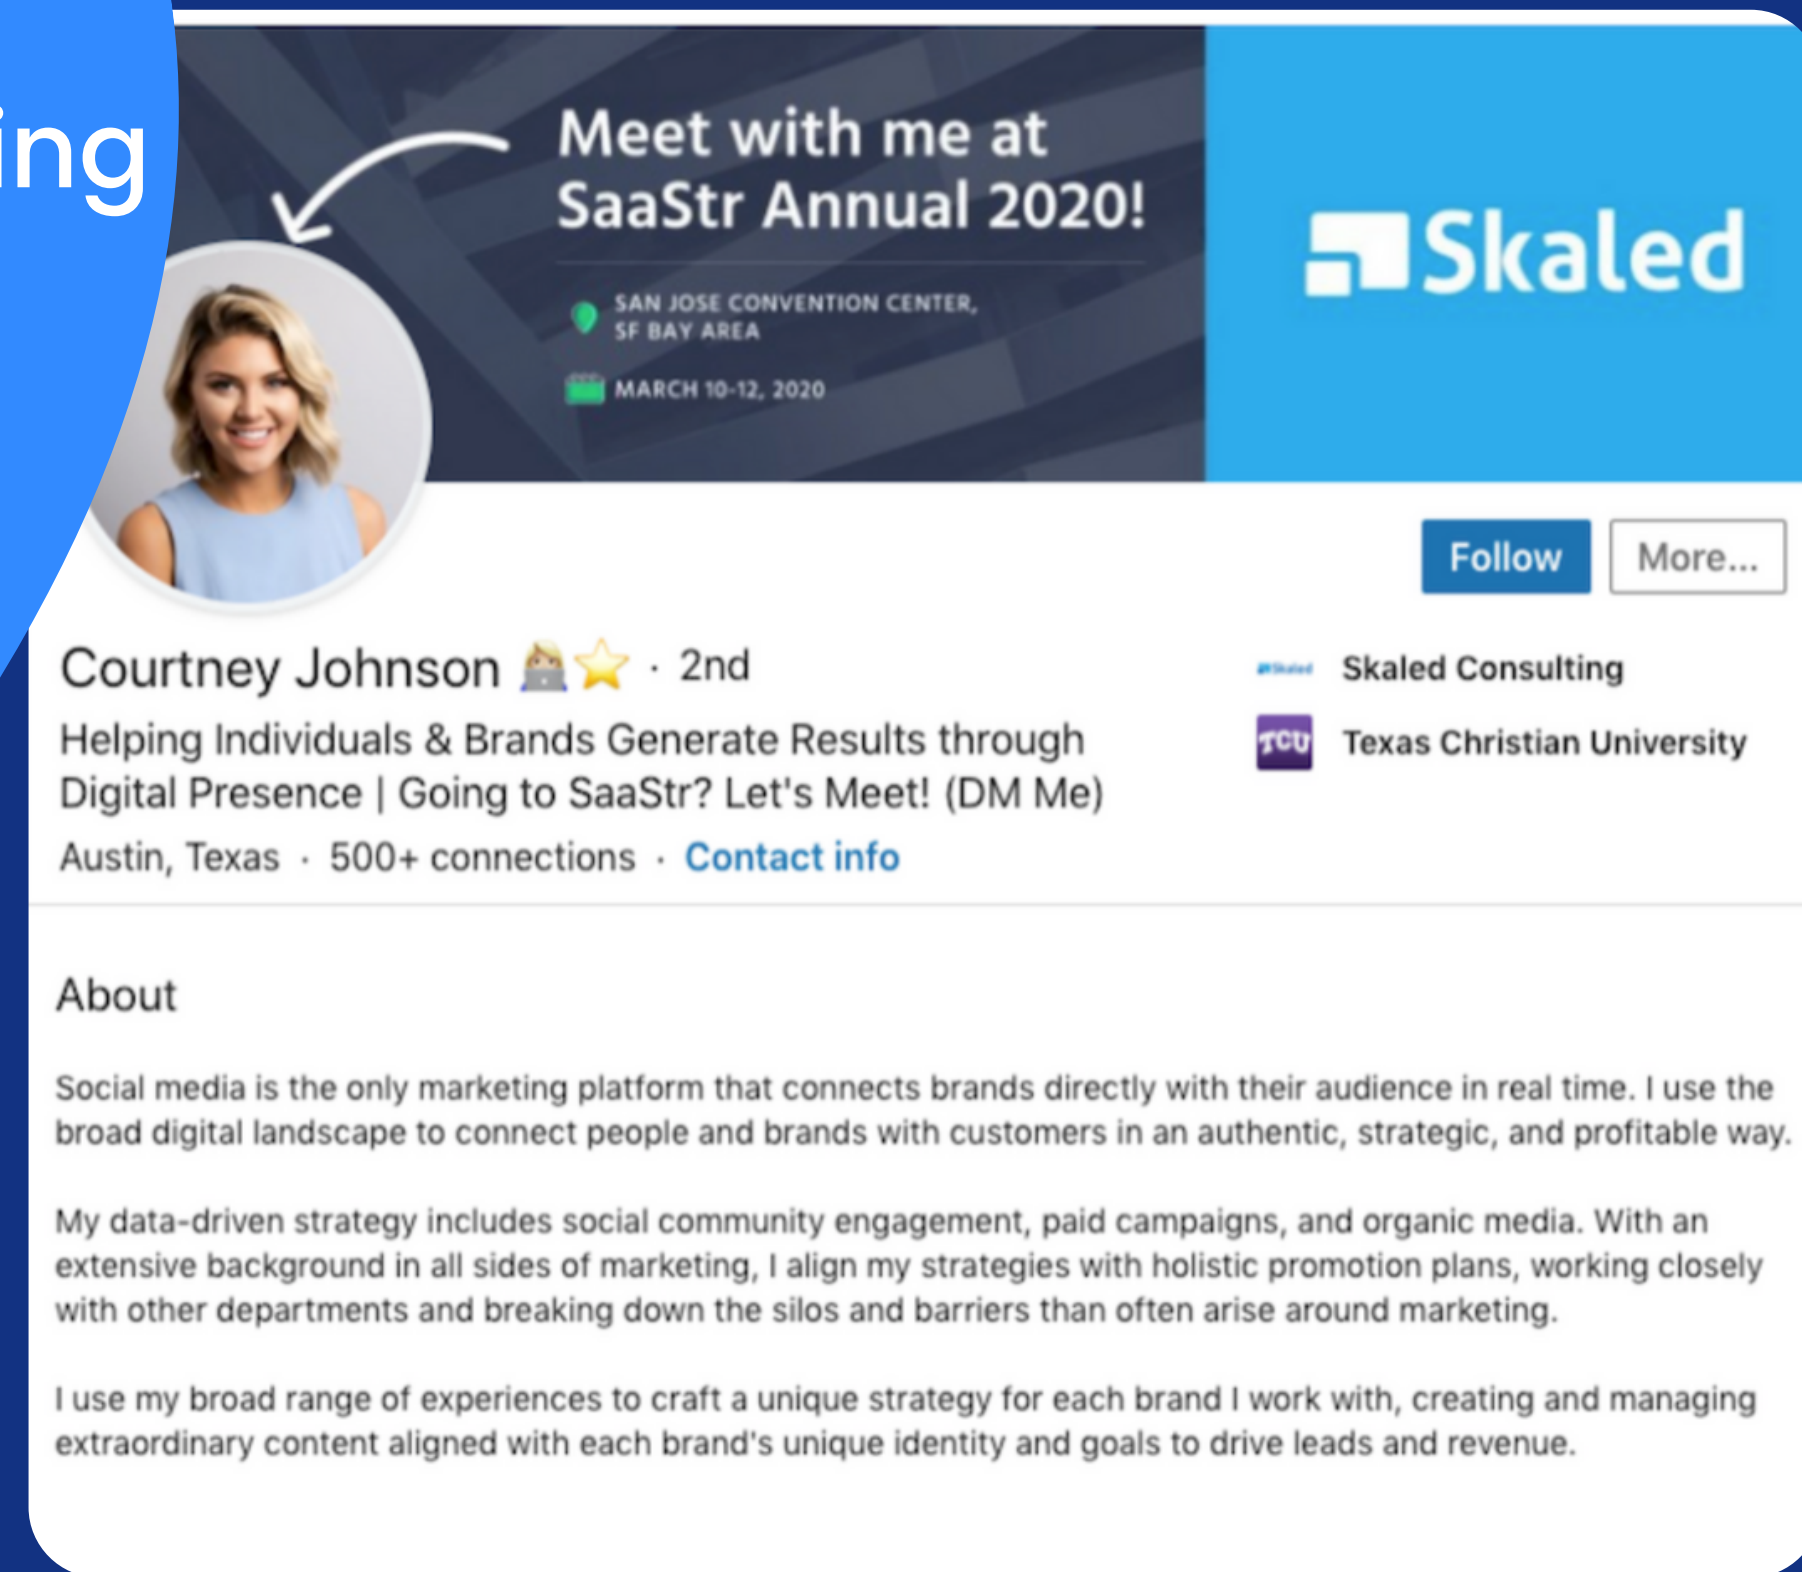 ing
Meet with me at
SaaStr Annual 2020!
SAN JOSE CONVENTION CENTER,
SF BAY AREA
MARCH 10-12, 2020
Skaled
Follow
More...
Courtney Johnson 👩🏼‍💻⭐ · 2nd
Helping Individuals & Brands Generate Results through
Digital Presence | Going to SaaStr? Let's Meet! (DM Me)
Austin, Texas · 500+ connections · Contact info
Skaled
Skaled Consulting
TCU
Texas Christian University
About
Social media is the only marketing platform that connects brands directly with their audience in real time. I use the
broad digital landscape to connect people and brands with customers in an authentic, strategic, and profitable way.
My data-driven strategy includes social community engagement, paid campaigns, and organic media. With an
extensive background in all sides of marketing, I align my strategies with holistic promotion plans, working closely
with other departments and breaking down the silos and barriers than often arise around marketing.
I use my broad range of experiences to craft a unique strategy for each brand I work with, creating and managing
extraordinary content aligned with each brand's unique identity and goals to drive leads and revenue.